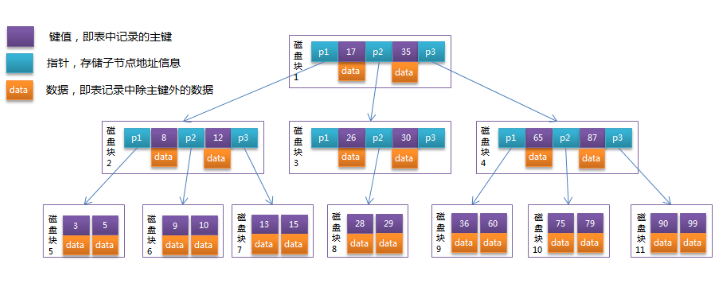 键值，即表中记录的主键
指针，存储子节点地址信息
data 数据，即表记录中除主键外的数据
磁盘块1
p1 17 p2 35 p3
data data
磁盘块2
p1 8 p2 12 p3
data data
磁盘块3
p1 26 p2 30 p3
data data
磁盘块4
p1 65 p2 87 p3
data data
磁盘块5
3 5
data data
磁盘块6
9 10
data data
磁盘块7
13 15
data data
磁盘块8
28 29
data data
磁盘块9
36 60
data data
磁盘块10
75 79
data data
磁盘块11
90 99
data data